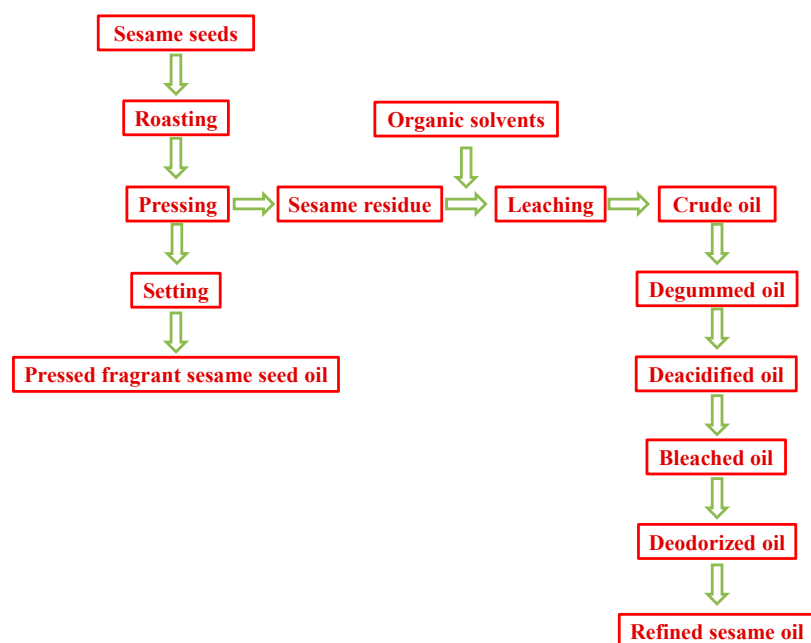 Sesame seeds
Roasting
Organic solvents
Pressing
Sesame residue
Leaching
Crude oil
Setting
Degummed oil
Pressed fragrant sesame seed oil
Deacidified oil
Bleached oil
Deodorized oil
Refined sesame oil